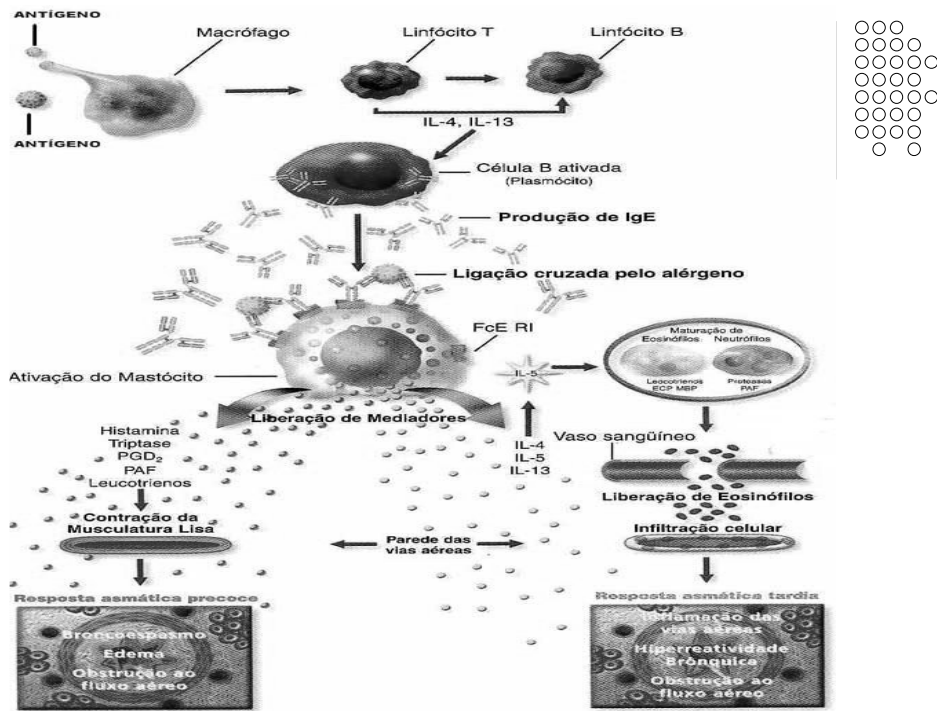 ANTÍGENO
Macrófago
Linfócito T
Linfócito B
ANTÍGENO
IL-4, IL-13
Célula B ativada
(Plasmócito)
Produção de IgE
Ligação cruzada pelo alérgeno
FcE RI
Maturação de
Eosinófilos Neutrófilos
Leucotrienos
ECP MBP
Proteases
PAF
Ativação do Mastócito
IL-5
Liberação de Mediadores
Histamina
Triptase
PGD₂
PAF
Leucotrienos
IL-4
IL-5
IL-13
Vaso sangüíneo
Liberação de Eosinófilos
Contração da
Musculatura Lisa
Parede das
vias aéreas
Infiltração celular
Resposta asmática precoce
Broncoespasmo
Edema
Obstrução ao
fluxo aéreo
Resposta asmática tardia
Inflamação das
vias aéreas
Hiperreatividade
Brônquica
Obstrução ao
fluxo aéreo